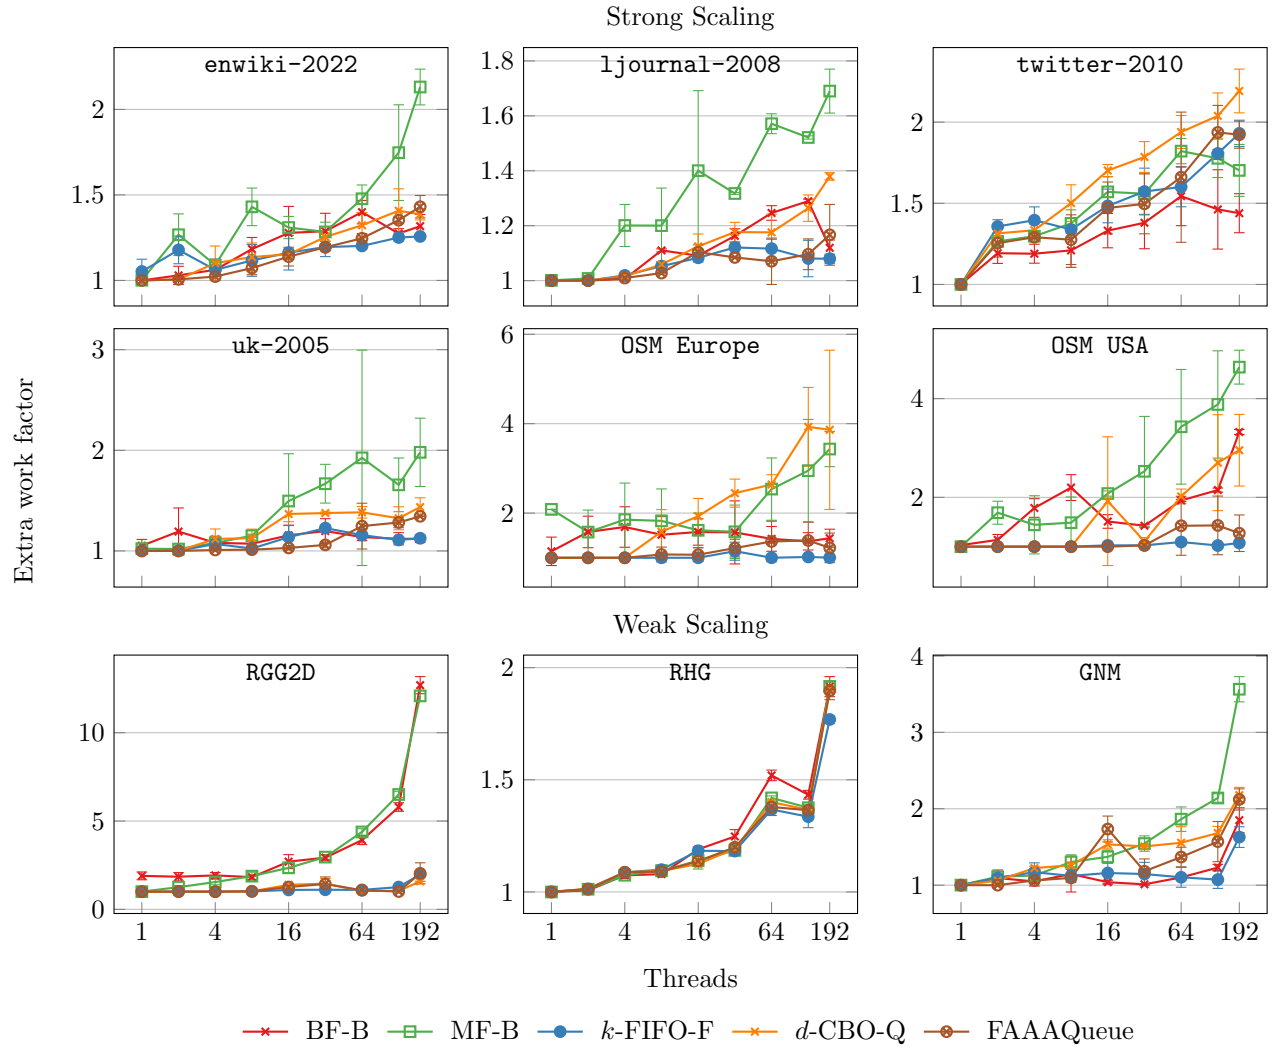 Strong Scaling
enwiki-2022
ljournal-2008
twitter-2010
2
1.5
1
1.8
1.6
1.4
1.2
1
2
1.5
1
uk-2005
OSM Europe
OSM USA
3
2
1
6
4
2
4
2
Extra work factor
Weak Scaling
RGG2D
RHG
GNM
10
5
0
2
1.5
1
4
3
2
1
1 4 16 64 192
1 4 16 64 192
1 4 16 64 192
Threads
BF-B MF-B k-FIFO-F d-CBO-Q FAAAQueue